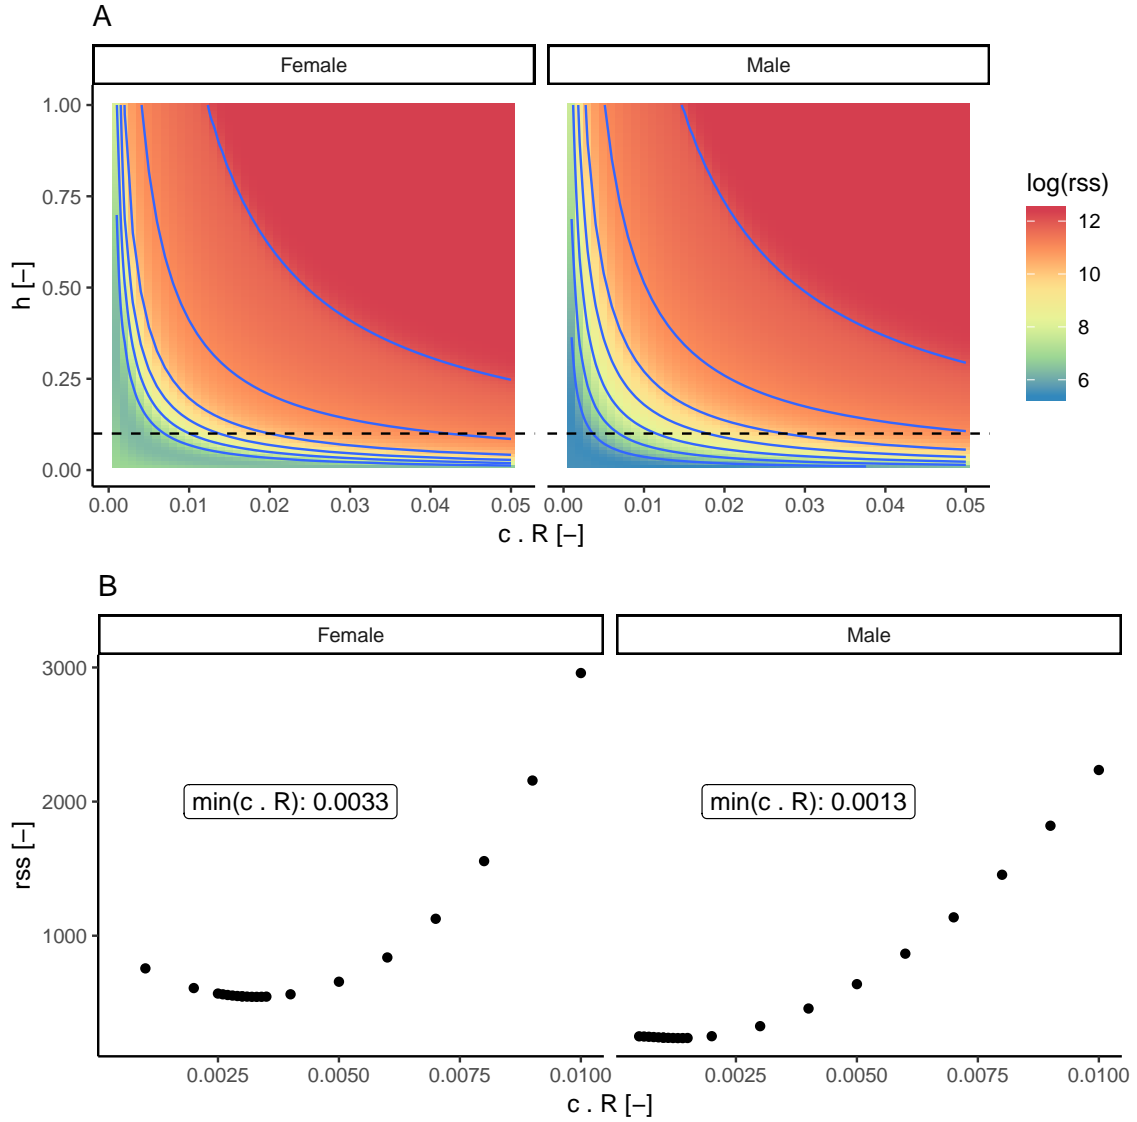 A
Female
Male
1.00
0.75
0.50
0.25
0.00
h [−]
0.00 0.01 0.02 0.03 0.04 0.05
0.00 0.01 0.02 0.03 0.04 0.05
c . R [−]
log(rss)
12
10
8
6
B
Female
Male
3000
2000
1000
rss [−]
min(c . R): 0.0033
min(c . R): 0.0013
0.0025 0.0050 0.0075 0.0100
0.0025 0.0050 0.0075 0.0100
c . R [−]